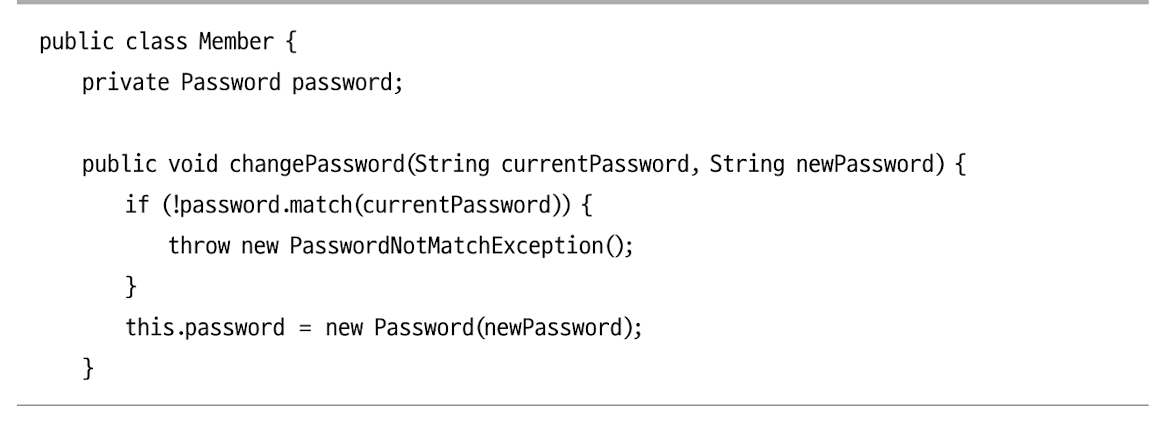 public class Member {
    private Password password;

    public void changePassword(String currentPassword, String newPassword) {
        if (!password.match(currentPassword)) {
            throw new PasswordNotMatchException();
        }
        this.password = new Password(newPassword);
    }